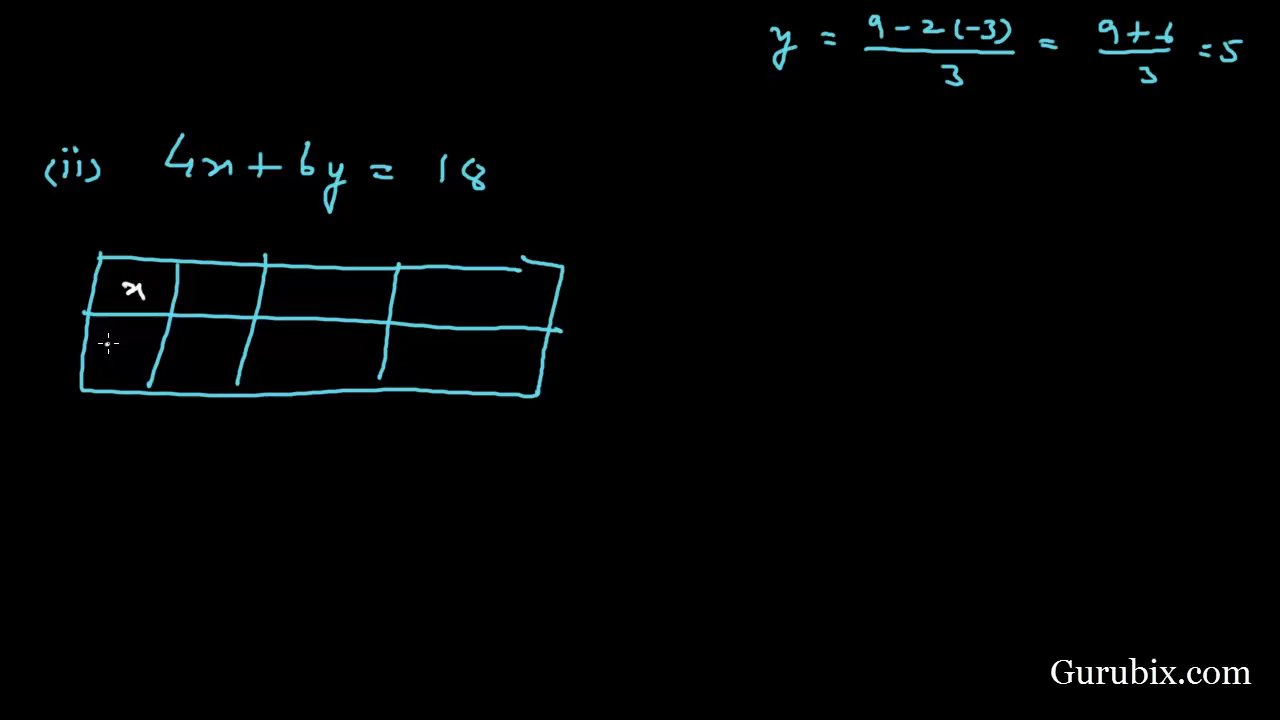 y = 9 - 2(-3) / 3 = 9 + 6 / 3 = 5
(ii) 4x + 6y = 18
x
Gurubix.com